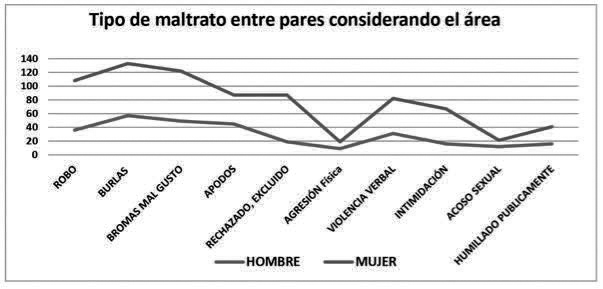 Tipo de maltrato entre pares considerando el área
140
120
100
80
60
40
20
0
ROBO
BURLAS
BROMAS MAL GUSTO
APODOS
RECHAZADO, EXCLUIDO
AGRESIÓN Física
VIOLENCIA VERBAL
INTIMIDACIÓN
ACOSO SEXUAL
HUMILLADO PUBLICAMENTE
HOMBRE MUJER